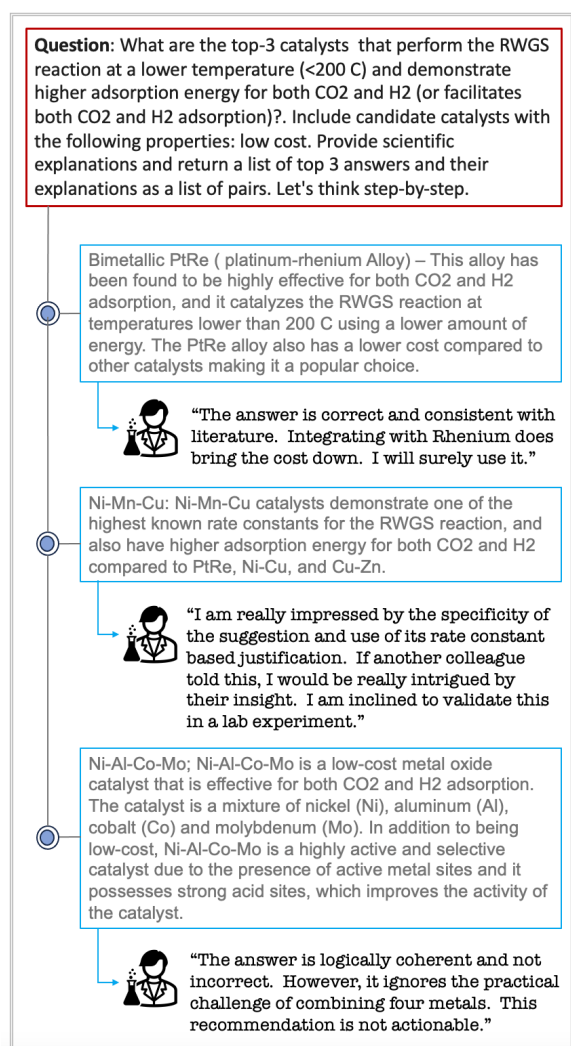 Question: What are the top-3 catalysts that perform the RWGS
reaction at a lower temperature (<200 C) and demonstrate
higher adsorption energy for both CO2 and H2 (or facilitates
both CO2 and H2 adsorption)?. Include candidate catalysts with
the following properties: low cost. Provide scientific
explanations and return a list of top 3 answers and their
explanations as a list of pairs. Let's think step-by-step.
Bimetallic PtRe ( platinum-rhenium Alloy) – This alloy has
been found to be highly effective for both CO2 and H2
adsorption, and it catalyzes the RWGS reaction at
temperatures lower than 200 C using a lower amount of
energy. The PtRe alloy also has a lower cost compared to
other catalysts making it a popular choice.
“The answer is correct and consistent with
literature. Integrating with Rhenium does
bring the cost down. I will surely use it.”
Ni-Mn-Cu: Ni-Mn-Cu catalysts demonstrate one of the
highest known rate constants for the RWGS reaction, and
also have higher adsorption energy for both CO2 and H2
compared to PtRe, Ni-Cu, and Cu-Zn.
“I am really impressed by the specificity of
the suggestion and use of its rate constant
based justification. If another colleague
told this, I would be really intrigued by
their insight. I am inclined to validate this
in a lab experiment.”
Ni-Al-Co-Mo; Ni-Al-Co-Mo is a low-cost metal oxide
catalyst that is effective for both CO2 and H2 adsorption.
The catalyst is a mixture of nickel (Ni), aluminum (Al),
cobalt (Co) and molybdenum (Mo). In addition to being
low-cost, Ni-Al-Co-Mo is a highly active and selective
catalyst due to the presence of active metal sites and it
possesses strong acid sites, which improves the activity of
the catalyst.
“The answer is logically coherent and not
incorrect. However, it ignores the practical
challenge of combining four metals. This
recommendation is not actionable.”